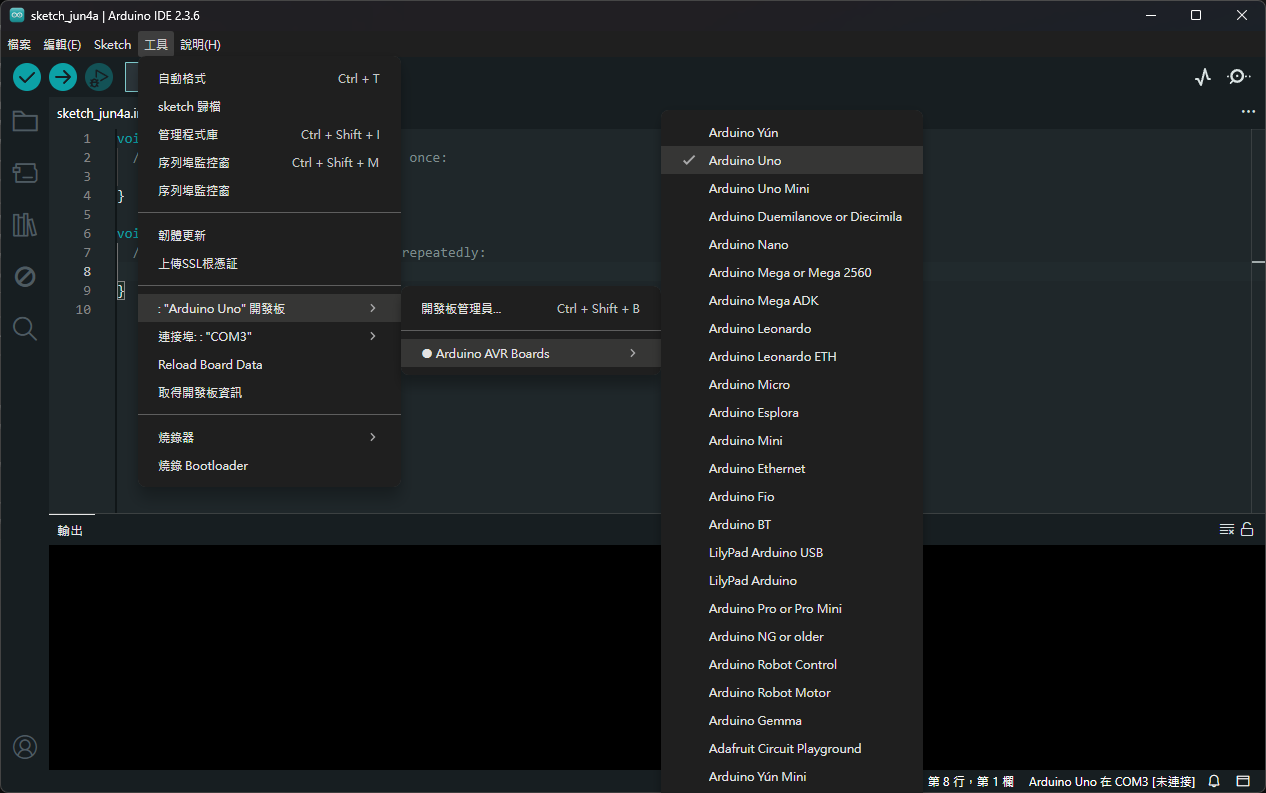 sketch_jun4a | Arduino IDE 2.3.6
檔案 編輯(E) Sketch 工具 說明(H)
sketch_jun4a.i
自動格式 Ctrl + T
sketch 歸檔
管理程式庫 Ctrl + Shift + I
序列埠監控窗 Ctrl + Shift + M
序列埠監控窗
韌體更新
上傳SSL根憑証
: "Arduino Uno" 開發板
連接埠: : "COM3"
Reload Board Data
取得開發板資訊
燒錄器
燒錄 Bootloader
開發板管理員... Ctrl + Shift + B
● Arduino AVR Boards
Arduino Yún
✓ Arduino Uno
Arduino Uno Mini
Arduino Duemilanove or Diecimila
Arduino Nano
Arduino Mega or Mega 2560
Arduino Mega ADK
Arduino Leonardo
Arduino Leonardo ETH
Arduino Micro
Arduino Esplora
Arduino Mini
Arduino Ethernet
Arduino Fio
Arduino BT
LilyPad Arduino USB
LilyPad Arduino
Arduino Pro or Pro Mini
Arduino NG or older
Arduino Robot Control
Arduino Robot Motor
Arduino Gemma
Adafruit Circuit Playground
Arduino Yún Mini
1 voi
2 / once:
3
4 }
5
6 voi
7 / repeatedly:
8
9 }
10
輸出
第 8 行，第 1 欄 Arduino Uno 在 COM3 [未連接]